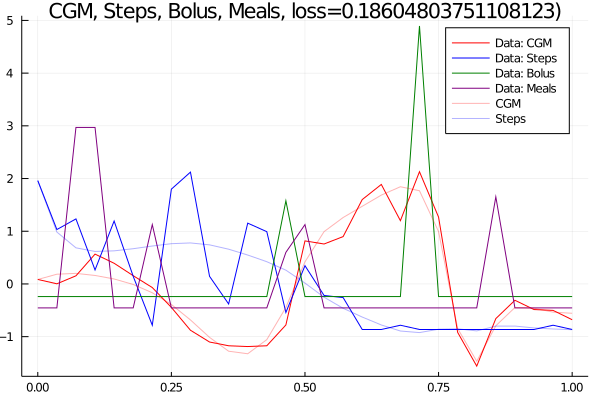 CGM, Steps, Bolus, Meals, loss=0.18604803751108123)
Data: CGM
Data: Steps
Data: Bolus
Data: Meals
CGM
Steps
5
4
3
2
1
0
−1
0.00 0.25 0.50 0.75 1.00